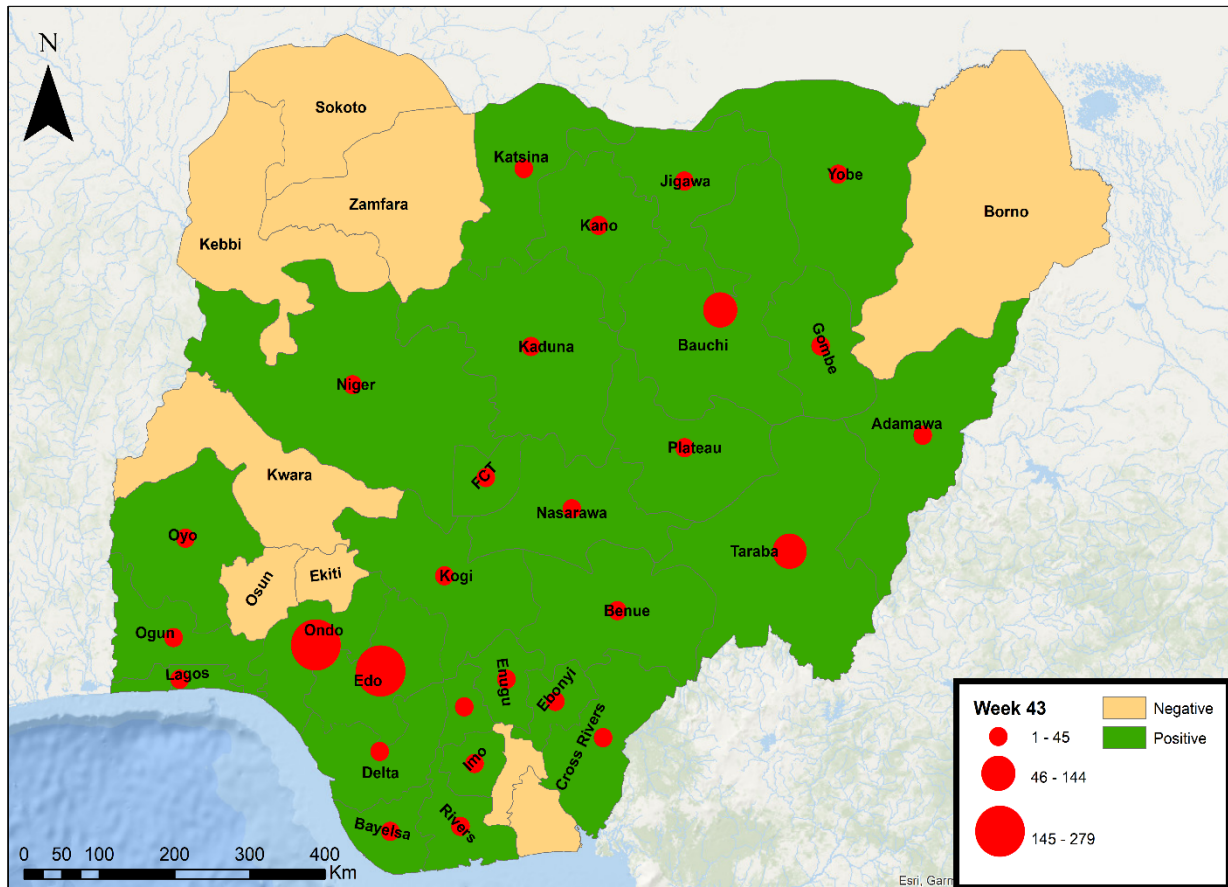 N
Sokoto
Katsina
Jigawa
Yobe
Zamfara
Borno
Kano
Kebbi
Kaduna
Bauchi
Gombe
Niger
Adamawa
Plateau
Kwara
FCT
Nasarawa
Oyo
Taraba
Osun
Ekiti
Kogi
Benue
Ogun
Ondo
Lagos
Edo
Enugu
Ebonyi
Cross Rivers
Imo
Delta
Bayelsa
Rivers
Week 43
1 - 45
46 - 144
145 - 279
Negative
Positive
0 50 100 200 300 400
Km
Esri, Garm